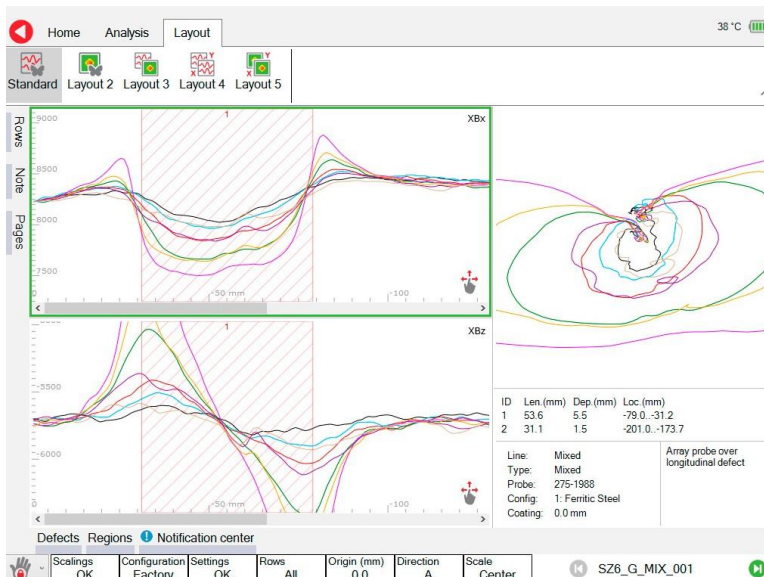 Home Analysis Layout 38 °C
Standard Layout 2 Layout 3 Layout 4 Layout 5
Rows
Note
Pages
1
XBx
9000
8500
8000
7500
0
-50 mm
-100
1
XBz
-5500
-6000
0
-50 mm
-100
ID Len.(mm) Dep.(mm) Loc.(mm)
1 53.6 5.5 -79.0..-31.2
2 31.1 1.5 -201.0..-173.7
Line: Mixed
Type: Mixed
Probe: 275-1988
Config: 1: Ferritic Steel
Coating: 0.0 mm
Array probe over
longitudinal defect
Defects Regions Notification center
Scalings Configuration Settings Rows Origin (mm) Direction Scale
OK Factory OK All 0.0 A Center
SZ6_G_MIX_001